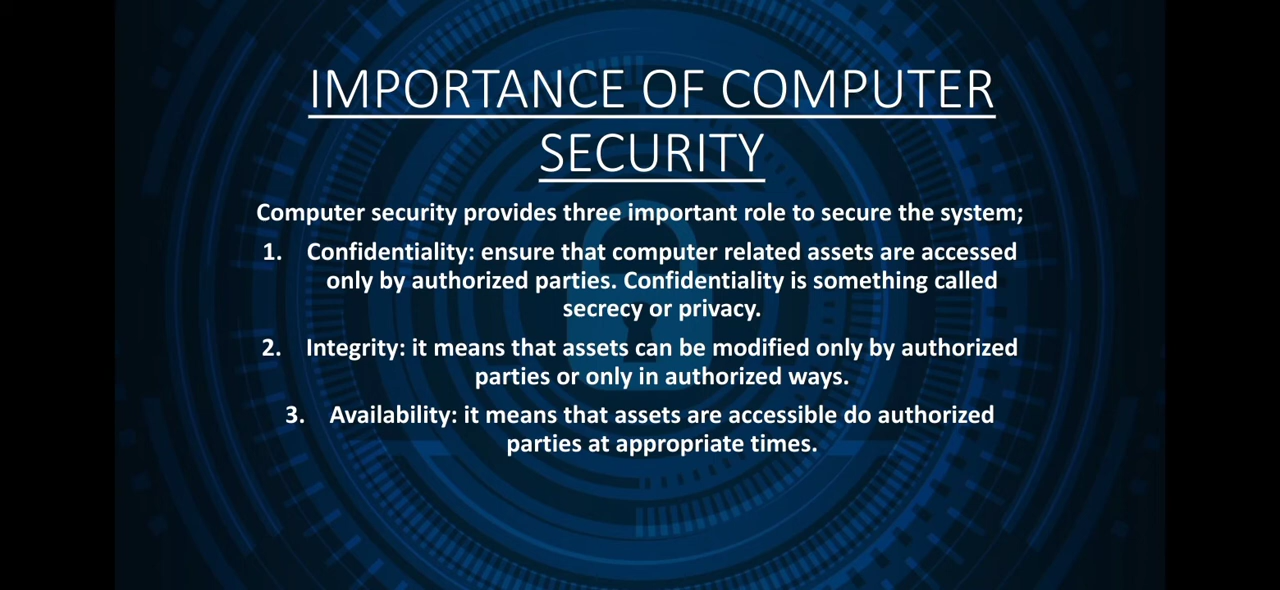 IMPORTANCE OF COMPUTER
SECURITY
Computer security provides three important role to secure the system;
1. Confidentiality: ensure that computer related assets are accessed
only by authorized parties. Confidentiality is something called
secrecy or privacy.
2. Integrity: it means that assets can be modified only by authorized
parties or only in authorized ways.
3. Availability: it means that assets are accessible do authorized
parties at appropriate times.